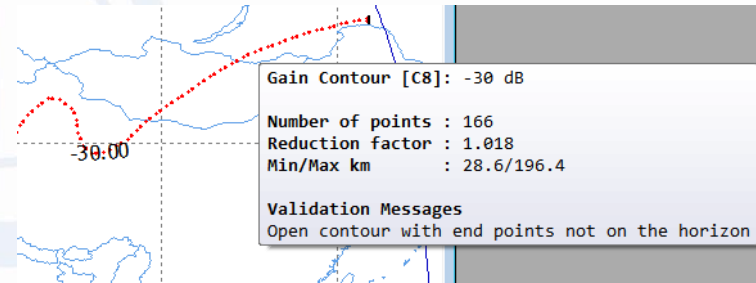 -30.00
Gain Contour [C8]: -30 dB
Number of points : 166
Reduction factor : 1.018
Min/Max km : 28.6/196.4
Validation Messages
Open contour with end points not on the horizon